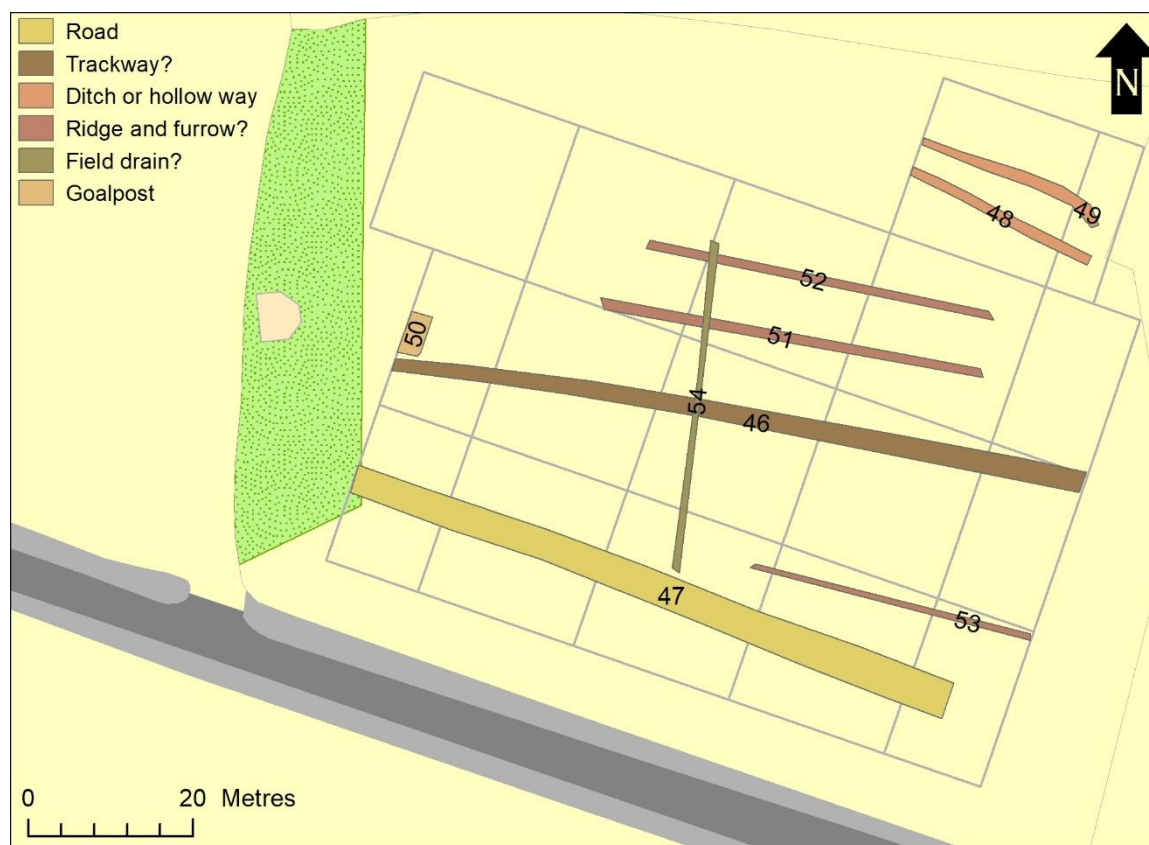 Road
Trackway?
Ditch or hollow way
Ridge and furrow?
Field drain?
Goalpost
N
49
48
52
50
51
54
46
47
53
0 20 Metres